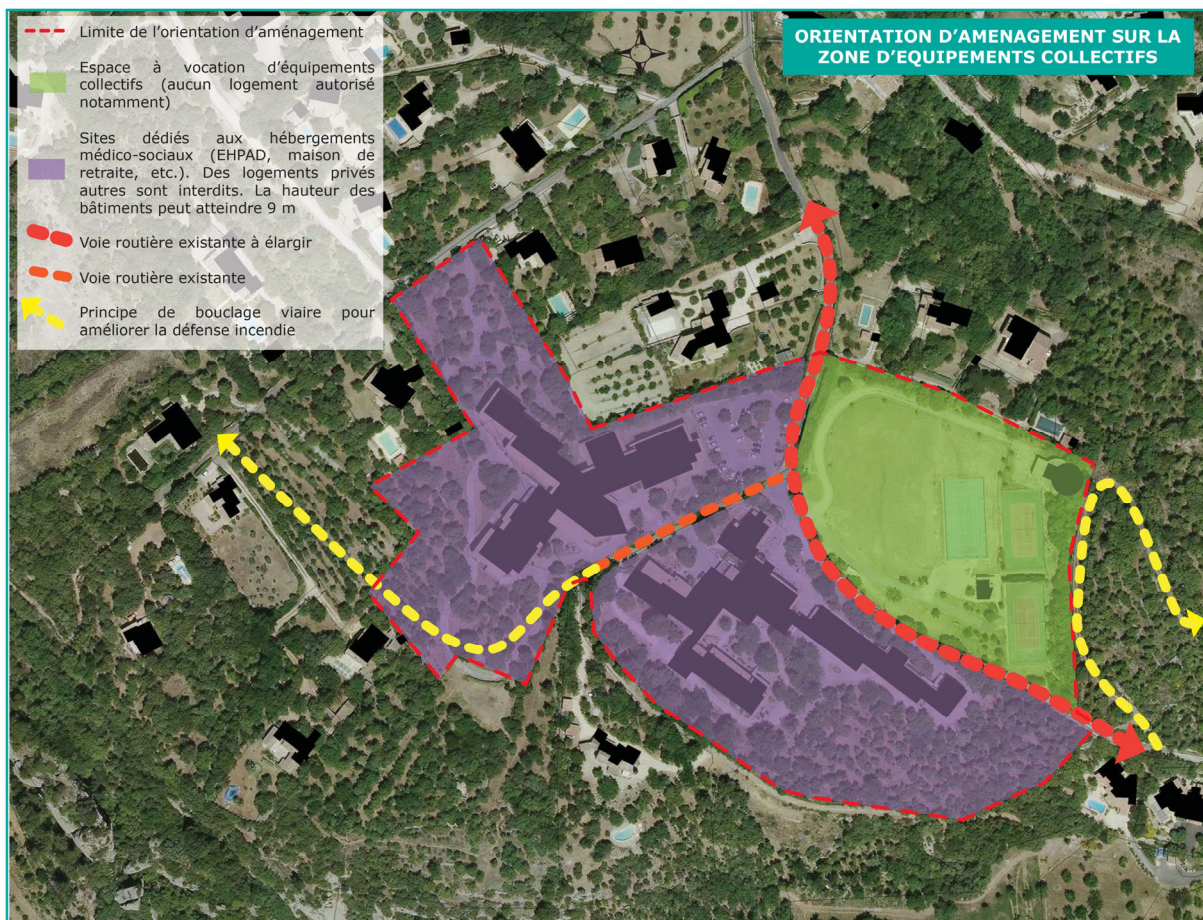 ORIENTATION D'AMENAGEMENT SUR LA
ZONE D'EQUIPEMENTS COLLECTIFS
Limite de l'orientation d'aménagement
Espace à vocation d'équipements
collectifs (aucun logement autorisé
notamment)
Sites dédiés aux hébergements
médico-sociaux (EHPAD, maison de
retraite, etc.). Des logements privés
autres sont interdits. La hauteur des
bâtiments peut atteindre 9 m
Voie routière existante à élargir
Voie routière existante
Principe de bouclage viaire pour
améliorer la défense incendie